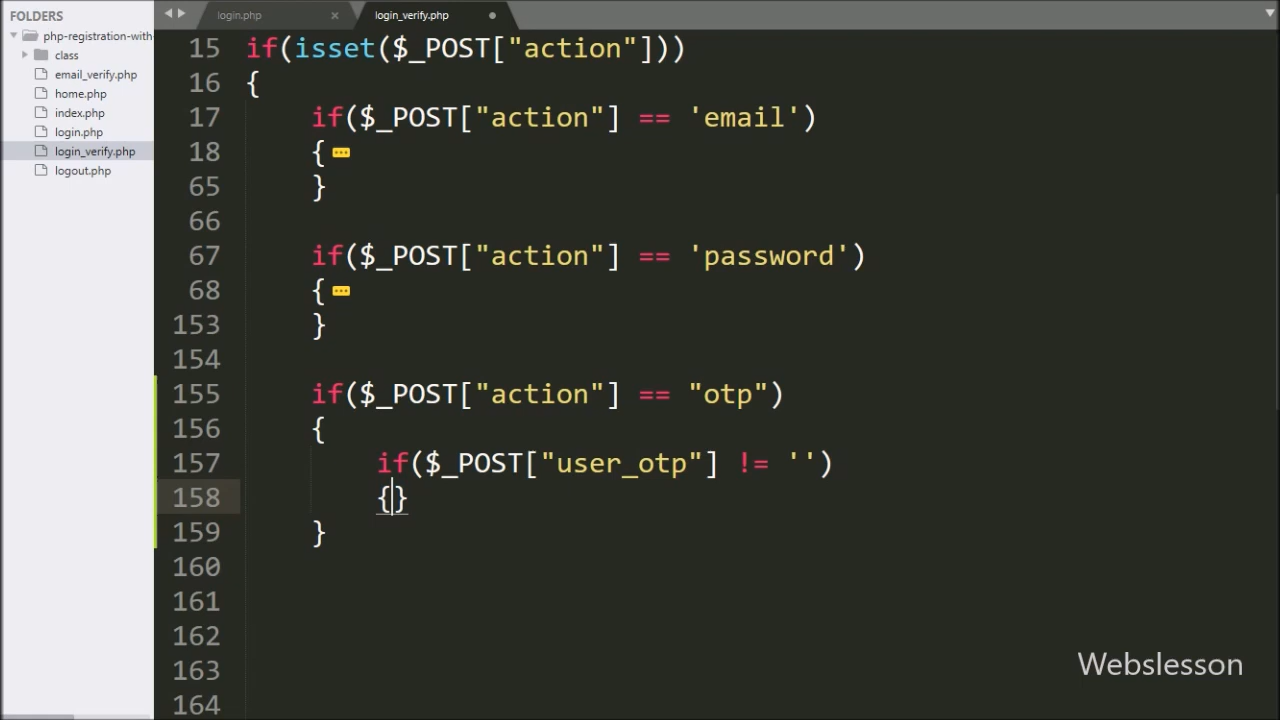 FOLDERS
php-registration-with
class
email_verify.php
home.php
index.php
login.php
login_verify.php
logout.php
login.php
login_verify.php
15 if(isset($_POST["action"]))
16 {
17 if($_POST["action"] == 'email')
18 {
65 }
66
67 if($_POST["action"] == 'password')
68 {
153 }
154
155 if($_POST["action"] == "otp")
156 {
157 if($_POST["user_otp"] != '')
158 {}
159 }
160
161
162
163
164
Webslesson